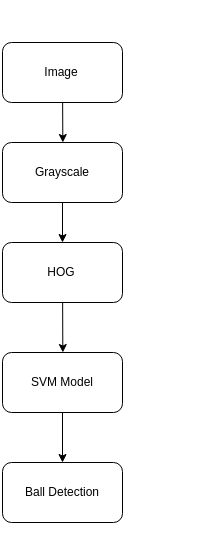 Image
Grayscale
HOG
SVM Model
Ball Detection